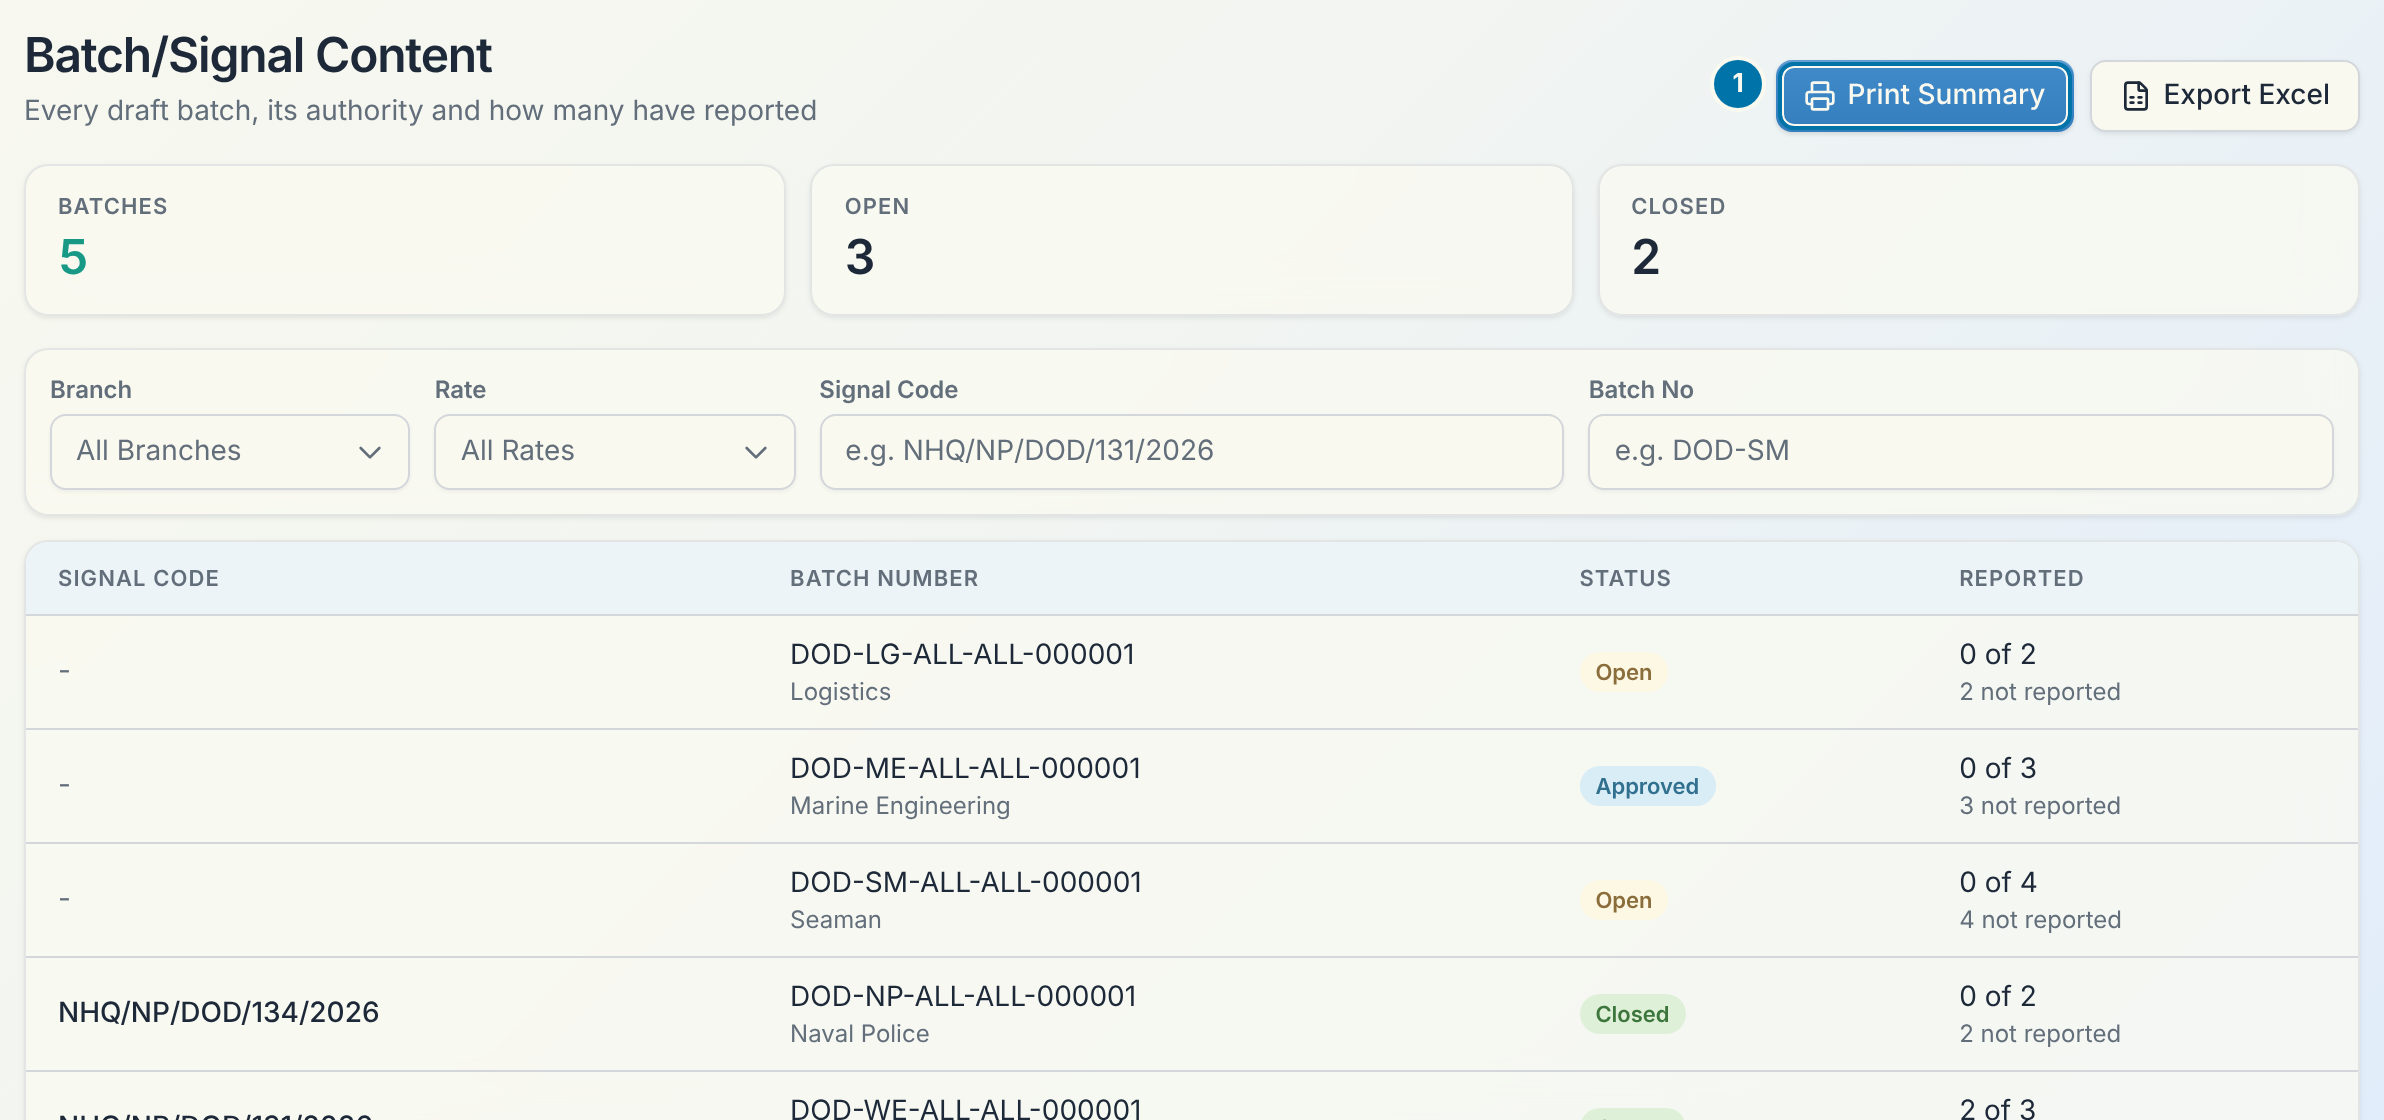 Batch/Signal Content
Every draft batch, its authority and how many have reported
1
Print Summary
Export Excel
BATCHES
5
OPEN
3
CLOSED
2
Branch
Rate
Signal Code
Batch No
All Branches
All Rates
e.g. NHQ/NP/DOD/131/2026
e.g. DOD-SM
SIGNAL CODE
BATCH NUMBER
STATUS
REPORTED
-
DOD-LG-ALL-ALL-000001
Logistics
Open
0 of 2
2 not reported
-
DOD-ME-ALL-ALL-000001
Marine Engineering
Approved
0 of 3
3 not reported
-
DOD-SM-ALL-ALL-000001
Seaman
Open
0 of 4
4 not reported
NHQ/NP/DOD/134/2026
DOD-NP-ALL-ALL-000001
Naval Police
Closed
0 of 2
2 not reported
DOD-WE-ALL-ALL-000001
2 of 3